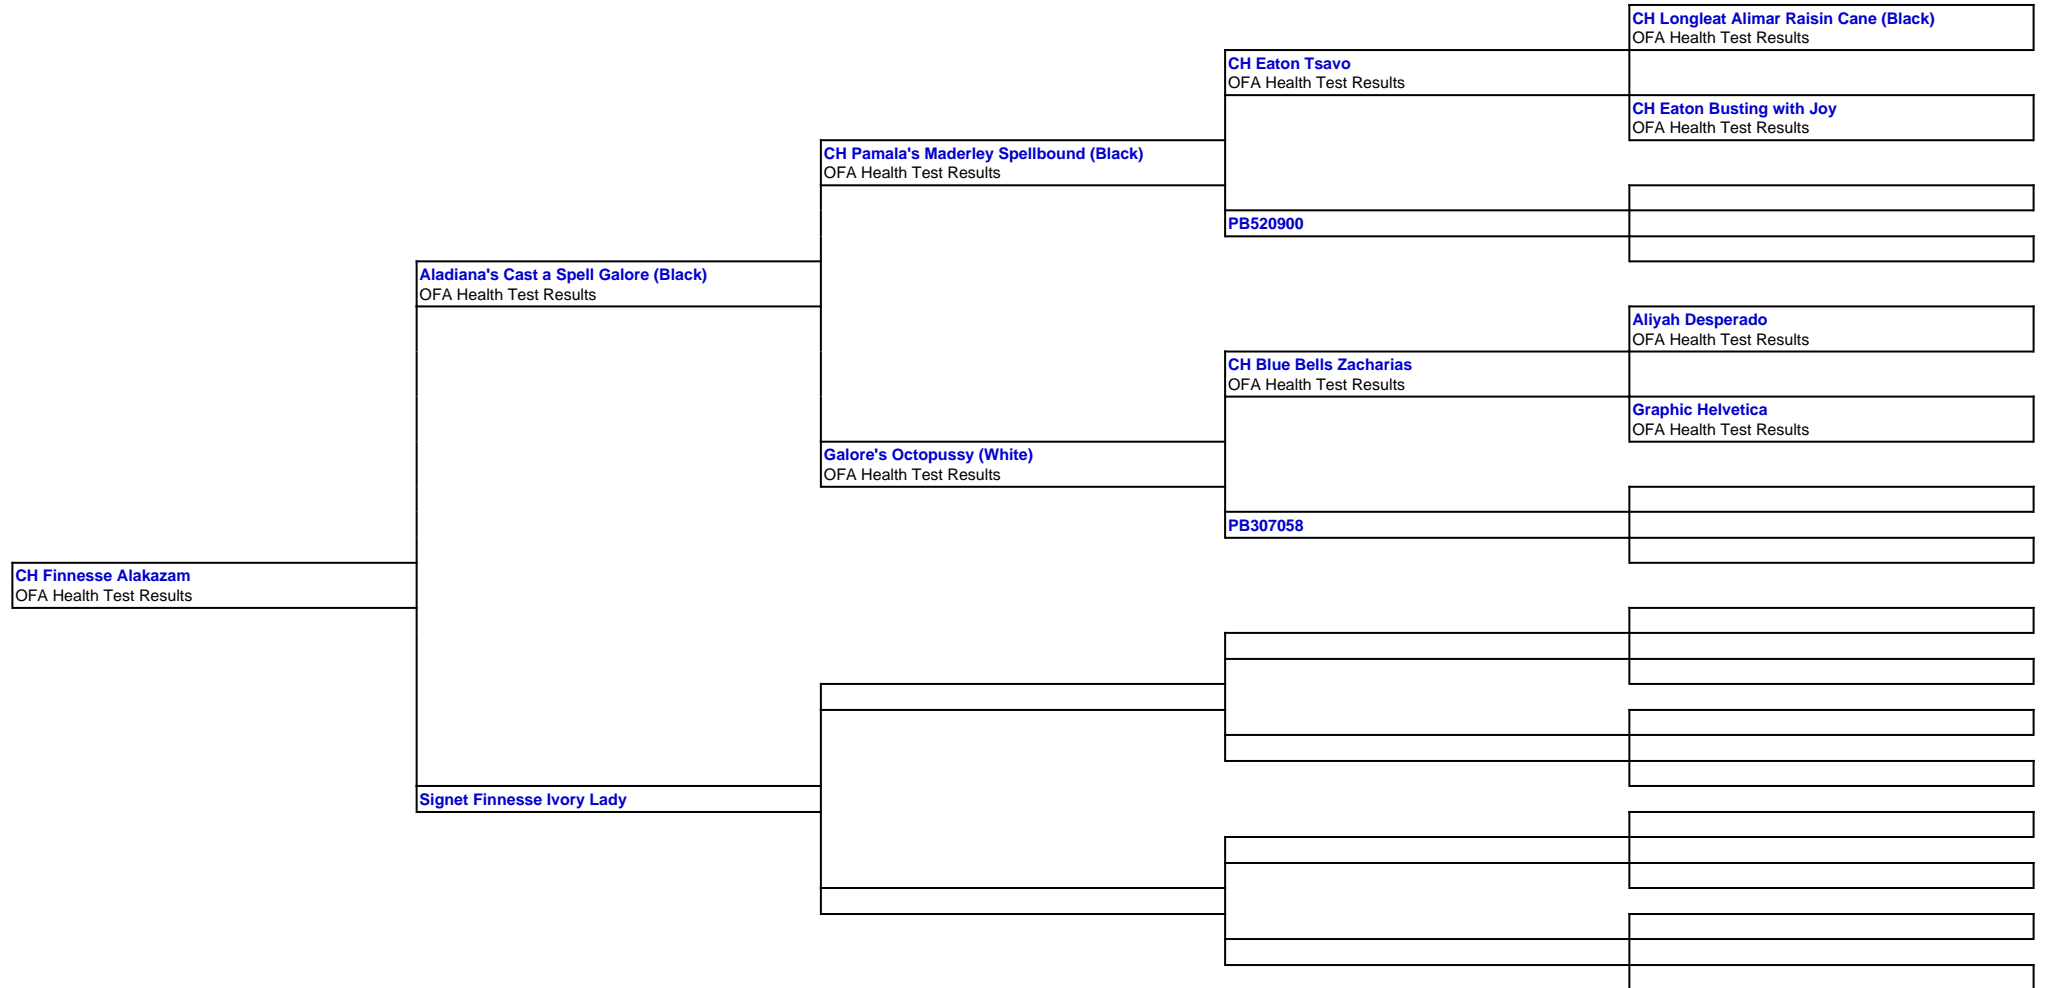 CH Longleat Alimar Raisin Cane (Black)
OFA Health Test Results
CH Eaton Tsavo
OFA Health Test Results
CH Eaton Busting with Joy
OFA Health Test Results
CH Pamala's Maderley Spellbound (Black)
OFA Health Test Results
PB520900
Aladiana's Cast a Spell Galore (Black)
OFA Health Test Results
Aliyah Desperado
OFA Health Test Results
CH Blue Bells Zacharias
OFA Health Test Results
Graphic Helvetica
OFA Health Test Results
Galore's Octopussy (White)
OFA Health Test Results
PB307058
CH Finnesse Alakazam
OFA Health Test Results
Signet Finnesse Ivory Lady